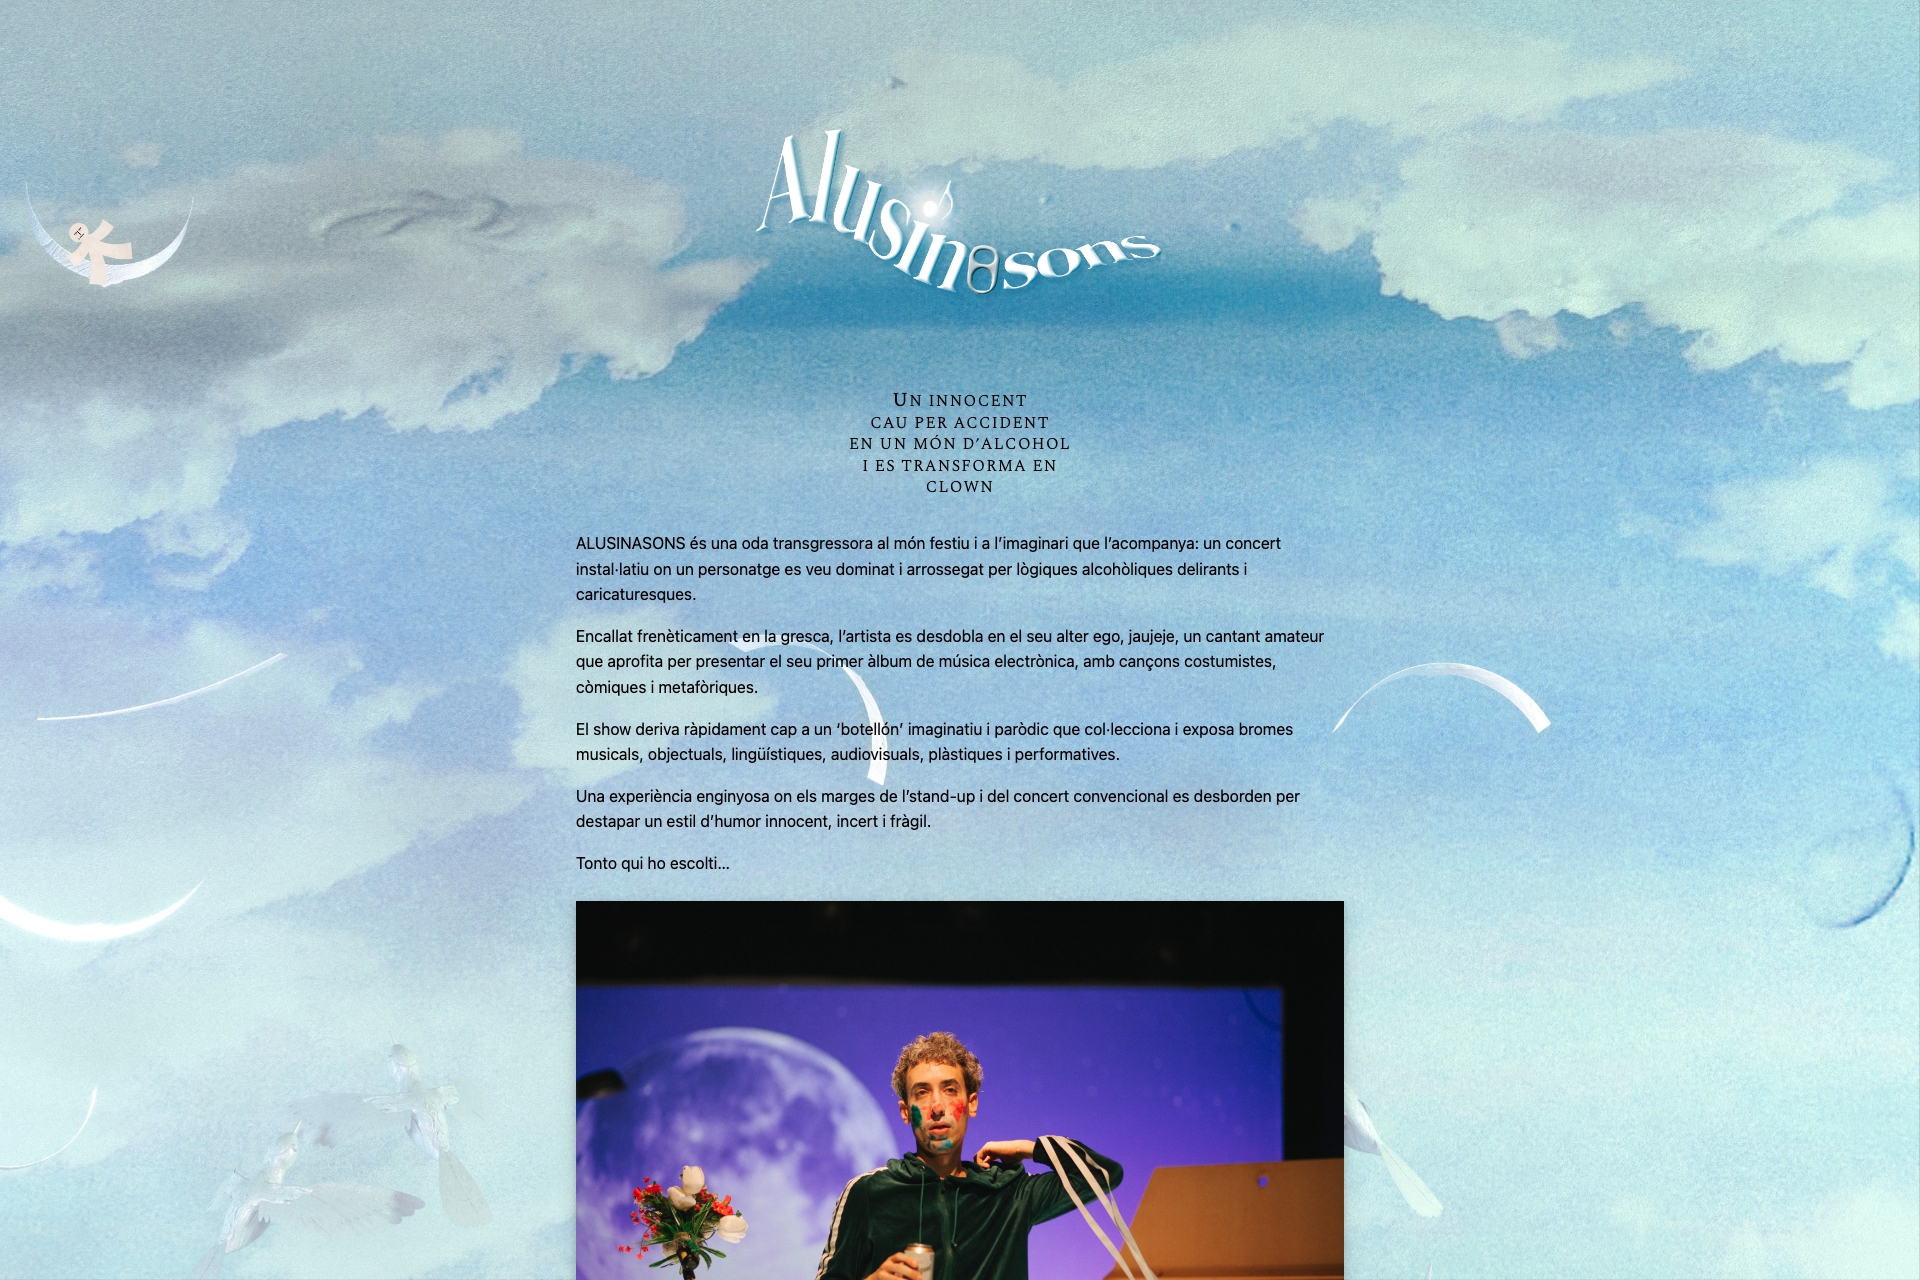 Alusinasons
Un innocent
cau per accident
en un món d’alcohol
i es transforma en
clown
ALUSINASONS és una oda transgressora al món festiu i a l’imaginari que l’acompanya: un concert
instal·latiu on un personatge es veu dominat i arrossegat per lògiques alcohòliques delirants i
caricaturesques.
Encallat frenèticament en la gresca, l’artista es desdobla en el seu alter ego, jaujeje, un cantant amateur
que aprofita per presentar el seu primer àlbum de música electrònica, amb cançons costumistes,
còmiques i metafòriques.
El show deriva ràpidament cap a un ‘botellón’ imaginatiu i paròdic que col·lecciona i exposa bromes
musicals, objectuals, lingüístiques, audiovisuals, plàstiques i performatives.
Una experiència enginyosa on els marges de l’stand-up i del concert convencional es desborden per
destapar un estil d’humor innocent, incert i fràgil.
Tonto qui ho escolti...